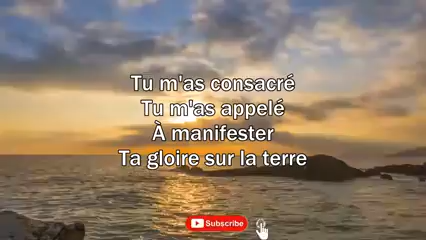 Tu m'as consacré
Tu m'as appelé
À manifester
Ta gloire sur la terre
Subscribe